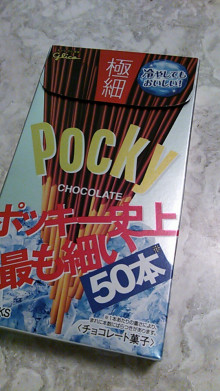 Glico
極細
冷やしても
おいしい!
Pocky
CHOCOLATE
ポッキー史上
最も細い
50本
〈チョコレート菓子〉
KS